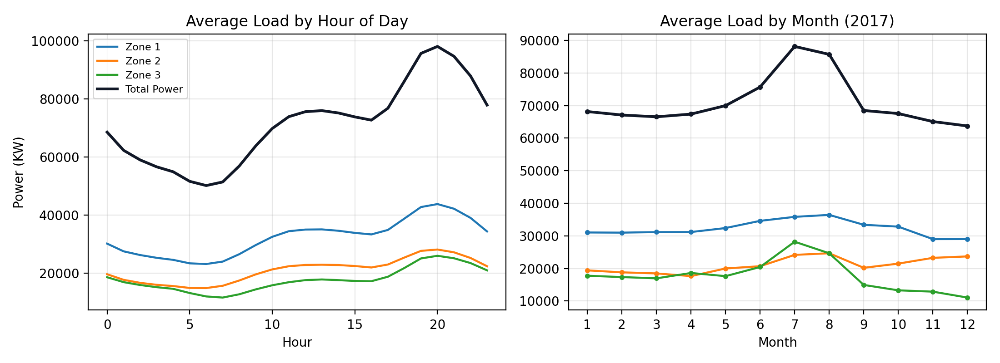 Average Load by Hour of Day
Power (KW)
100000
80000
60000
40000
20000
Zone 1
Zone 2
Zone 3
Total Power
0 5 10 15 20
Hour
Average Load by Month (2017)
90000
80000
70000
60000
50000
40000
30000
20000
10000
1 2 3 4 5 6 7 8 9 10 11 12
Month